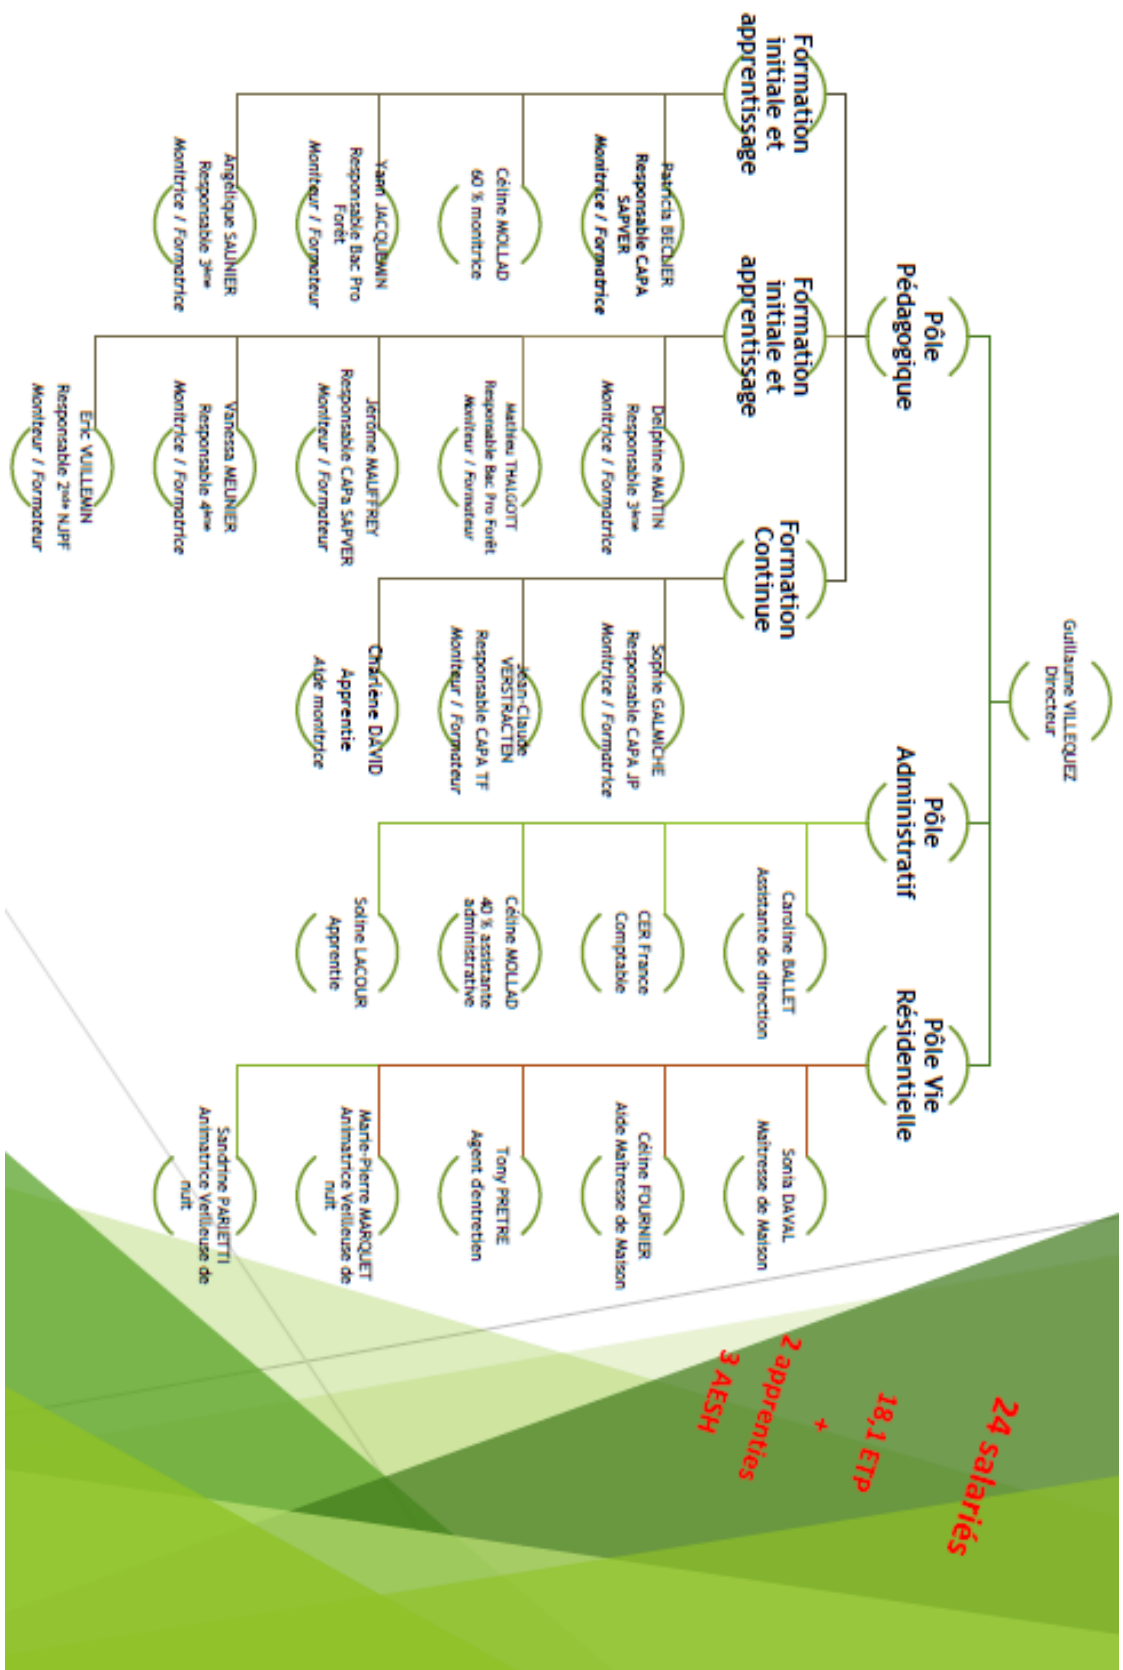 Guillaume VILLEQUEZ
Directeur
Pôle
Pédagogique
Formation
initiale et
apprentissage
Patricia BECLIER
Responsable CAPA
SAPVER
Monitrice / Formatrice
Céline MOLLAD
60 % monitrice
Yann JACQUEMIN
Responsable Bac Pro
Forêt
Moniteur / Formateur
Angélique SAUNIER
Responsable 3ème
Monitrice / Formatrice
Formation
initiale et
apprentissage
Delphine MAITIN
Responsable 3ème
Monitrice / Formatrice
Mathieu THALGOTT
Responsable Bac Pro Forêt
Moniteur / Formateur
Jérôme MAUFFREY
Responsable CAPa SAPVER
Moniteur / Formateur
Vanessa MEUNIER
Responsable 4ème
Monitrice / Formatrice
Eric VUILLEMIN
Responsable 2nde NJPF
Moniteur / Formateur
Formation
Continue
Sophie GALMICHE
Responsable CAPA JP
Monitrice / Formatrice
Jean-Claude
VERSTRACTEN
Responsable CAPA TF
Moniteur / Formateur
Charlène DAVID
Apprentie
Aide monitrice
Pôle
Administratif
Caroline BALLET
Assistante de direction
CER France
Comptable
Céline MOLLAD
40 % assistante
administrative
Soline LACOUR
Apprentie
Pôle Vie
Résidentielle
Sonia DAVAL
Maîtresse de Maison
Céline FOURNIER
Aide Maîtresse de Maison
Tony PRETRE
Agent d'entretien
Marie-Pierre MARQUET
Animatrice Veilleuse de
nuit
Sandrine PARIETTI
Animatrice Veilleuse de
nuit
24 salariés
18,1 ETP
+
2 apprenties
3 AESH